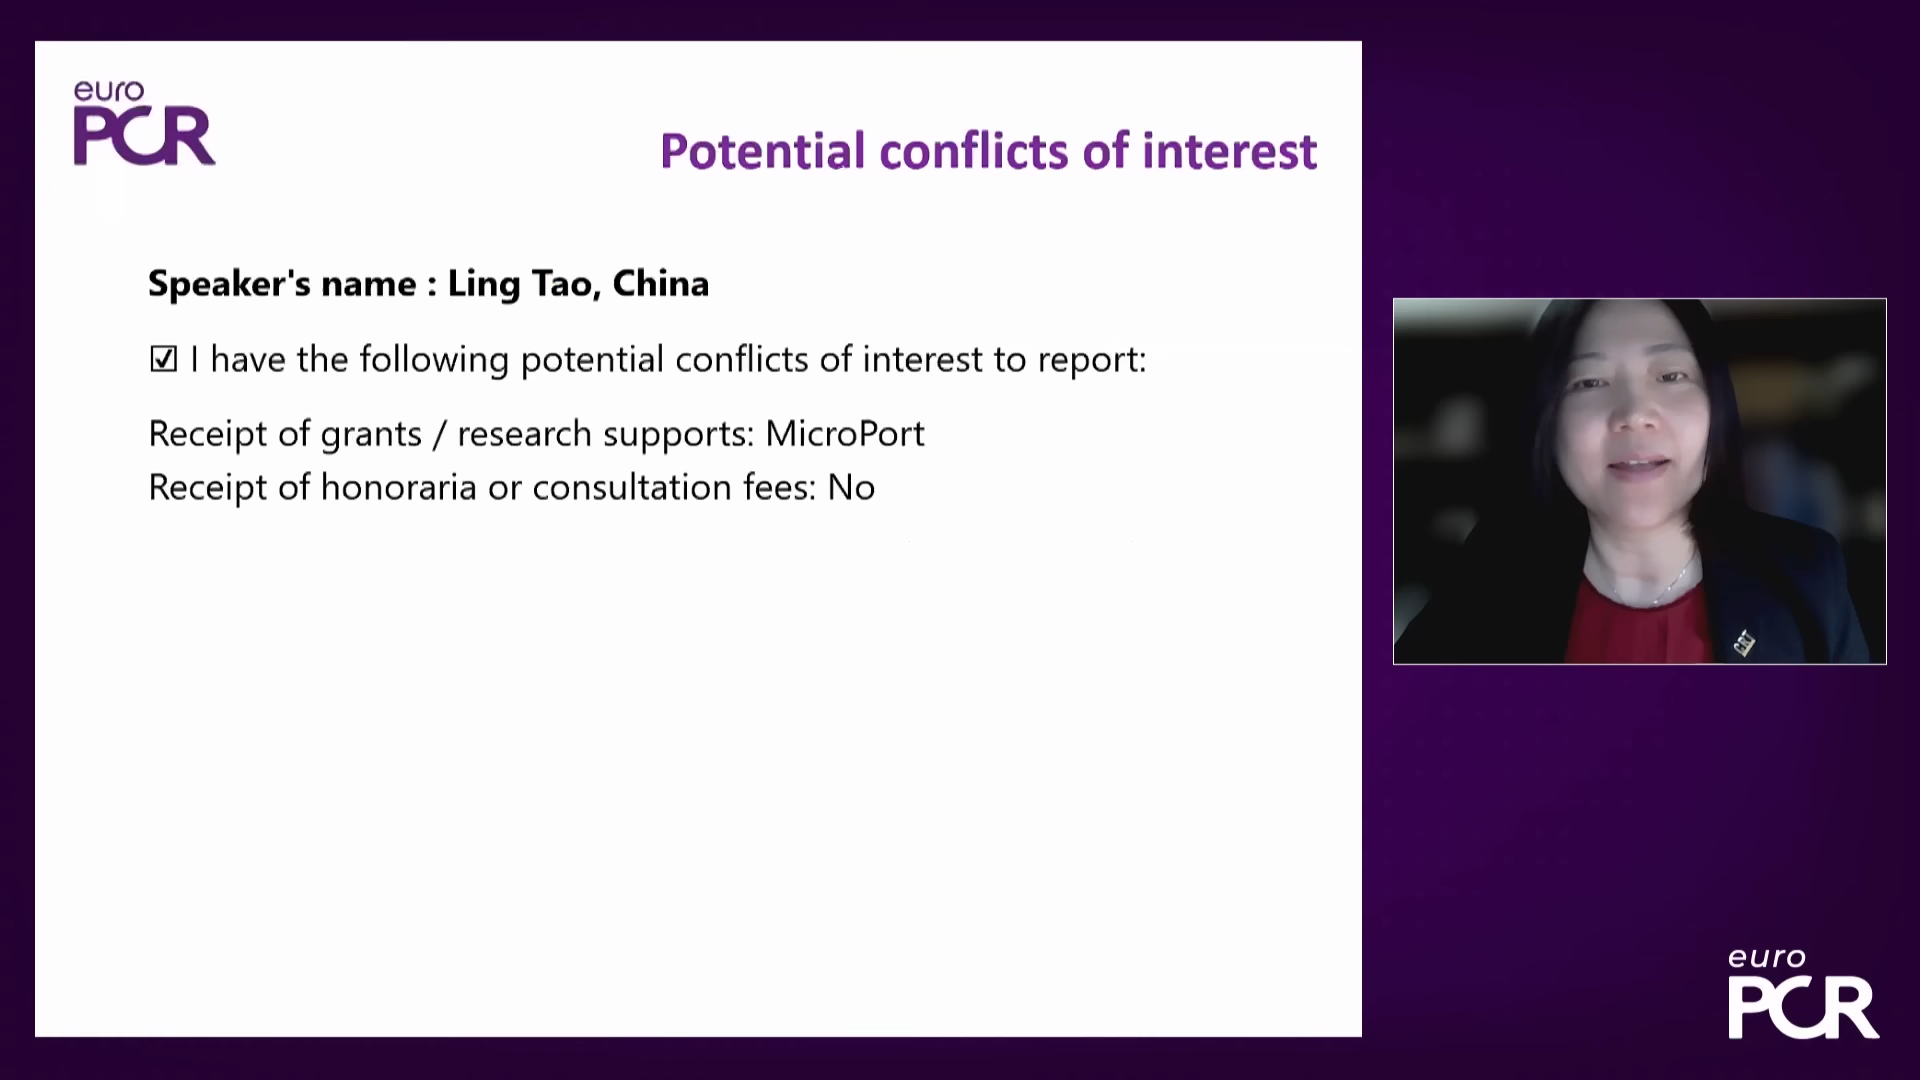 euro
PCR
Potential conflicts of interest
Speaker's name : Ling Tao, China
☑ I have the following potential conflicts of interest to report:
Receipt of grants / research supports: MicroPort
Receipt of honoraria or consultation fees: No
CRT
euro
PCR